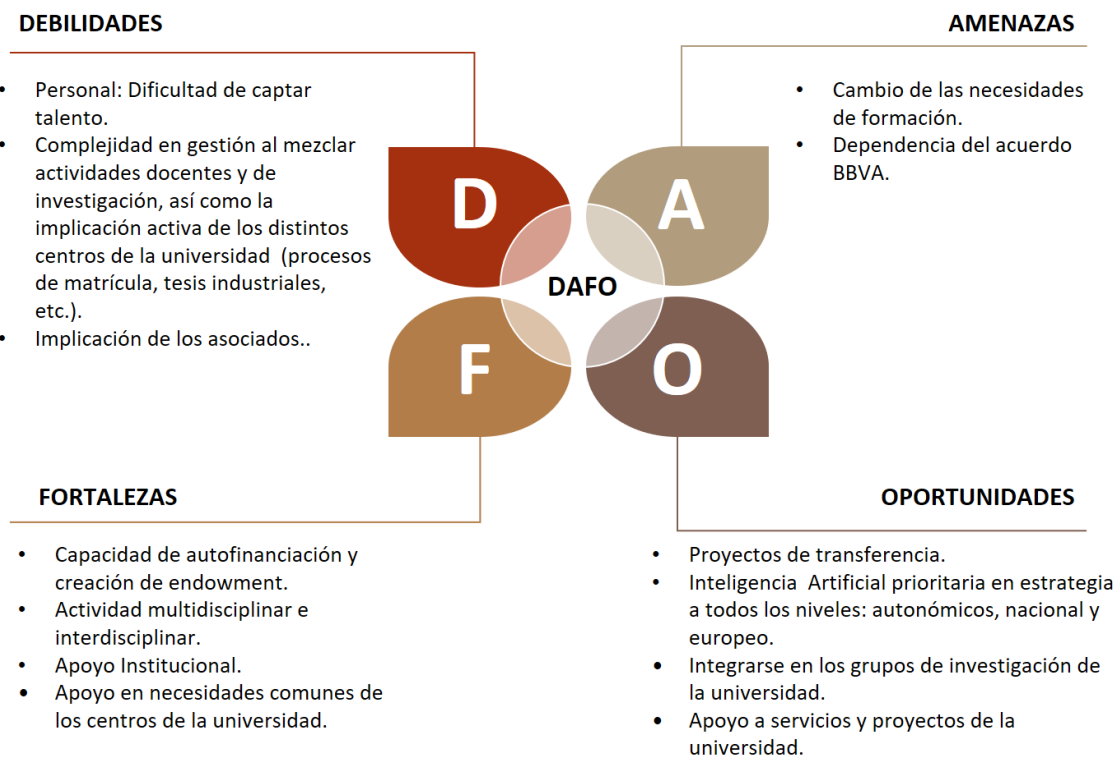 DEBILIDADES
• Personal: Dificultad de captar
talento.
• Complejidad en gestión al mezclar
actividades docentes y de
investigación, así como la
implicación activa de los distintos
centros de la universidad  (procesos
de matrícula, tesis industriales,
etc.).
• Implicación de los asociados..
AMENAZAS
• Cambio de las necesidades
de formación.
• Dependencia del acuerdo
BBVA.
D
A
DAFO
F
O
FORTALEZAS
• Capacidad de autofinanciación y
creación de endowment.
• Actividad multidisciplinar e
interdisciplinar.
• Apoyo Institucional.
• Apoyo en necesidades comunes de
los centros de la universidad.
OPORTUNIDADES
• Proyectos de transferencia.
• Inteligencia  Artificial prioritaria en estrategia
a todos los niveles: autonómicos, nacional y
europeo.
• Integrarse en los grupos de investigación de
la universidad.
• Apoyo a servicios y proyectos de la
universidad.